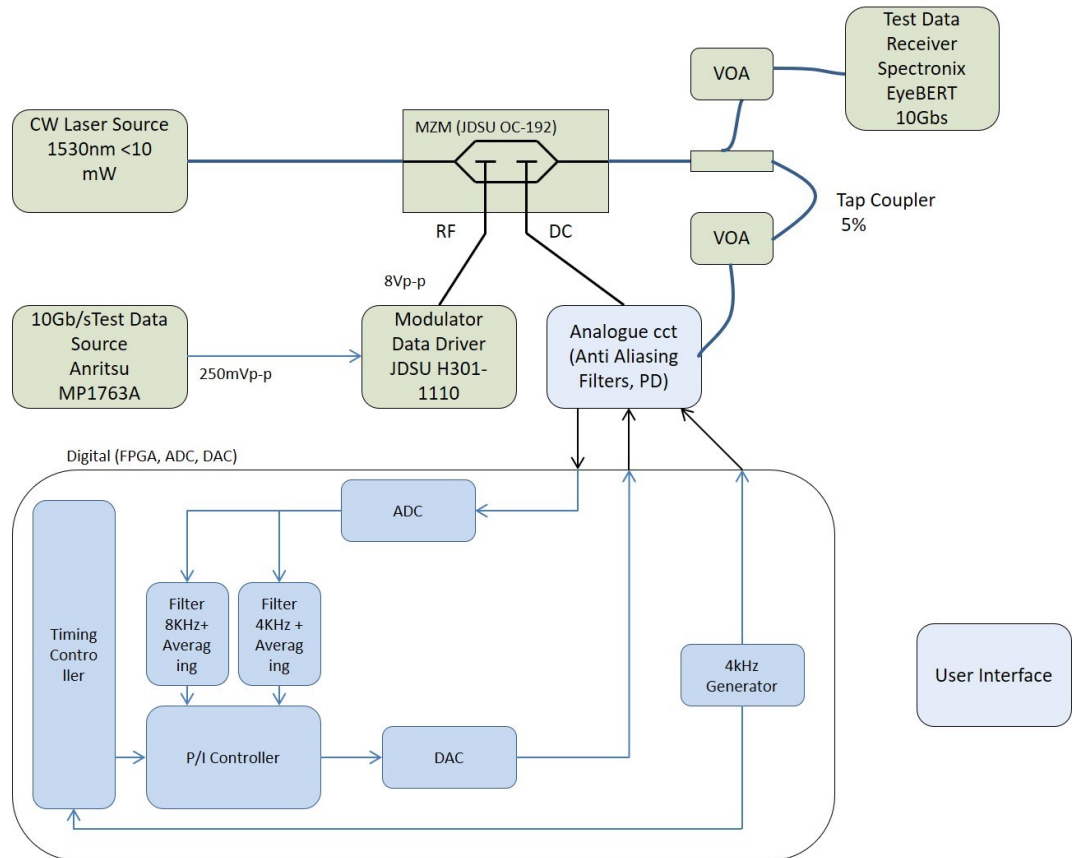 Test Data
Receiver
Spectronix
EyeBERT
10Gbs
VOA
CW Laser Source
1530nm <10
mW
MZM (JDSU OC-192)
Tap Coupler
5%
RF
DC
VOA
8Vp-p
10Gb/sTest Data
Source
Anritsu
MP1763A
250mVp-p
Modulator
Data Driver
JDSU H301-
1110
Analogue cct
(Anti Aliasing
Filters, PD)
Digital (FPGA, ADC, DAC)
ADC
Timing
Contro
ller
Filter
8KHz+
Averag
ing
Filter
4KHz +
Averag
ing
4kHz
Generator
User Interface
P/I Controller
DAC